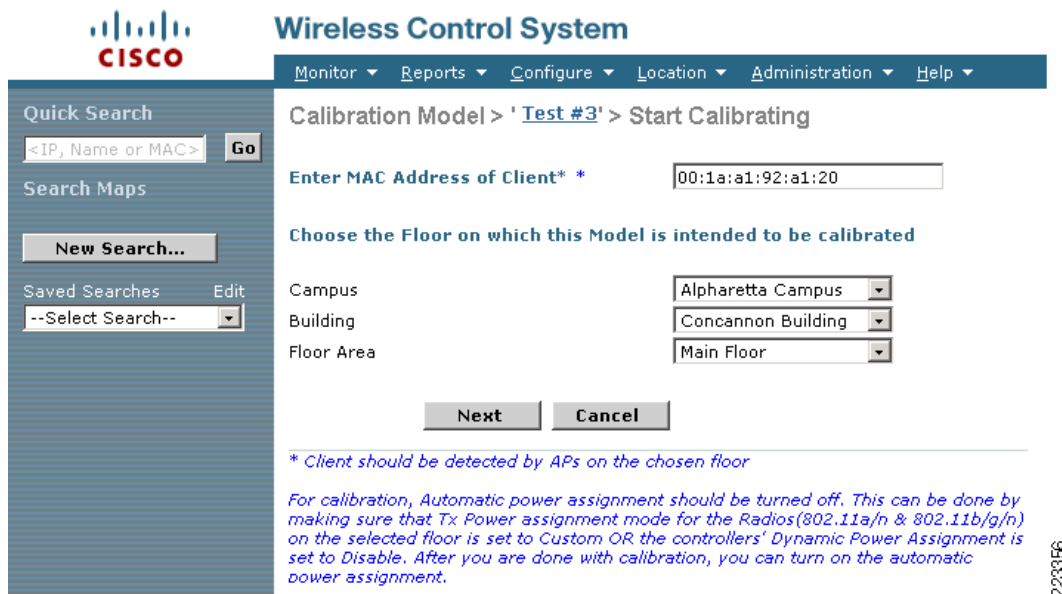 CISCO
Wireless Control System
Monitor Reports Configure Location Administration Help
Quick Search
<IP, Name or MAC> Go
Search Maps
New Search...
Saved Searches Edit
--Select Search--
Calibration Model > ' Test #3' > Start Calibrating
Enter MAC Address of Client* * 00:1a:a1:92:a1:20
Choose the Floor on which this Model is intended to be calibrated
Campus Alpharetta Campus
Building Concannon Building
Floor Area Main Floor
Next Cancel
* Client should be detected by APs on the chosen floor
For calibration, Automatic power assignment should be turned off. This can be done by
making sure that Tx Power assignment mode for the Radios(802.11a/n & 802.11b/g/n)
on the selected floor is set to Custom OR the controllers' Dynamic Power Assignment is
set to Disable. After you are done with calibration, you can turn on the automatic
power assignment.
223356